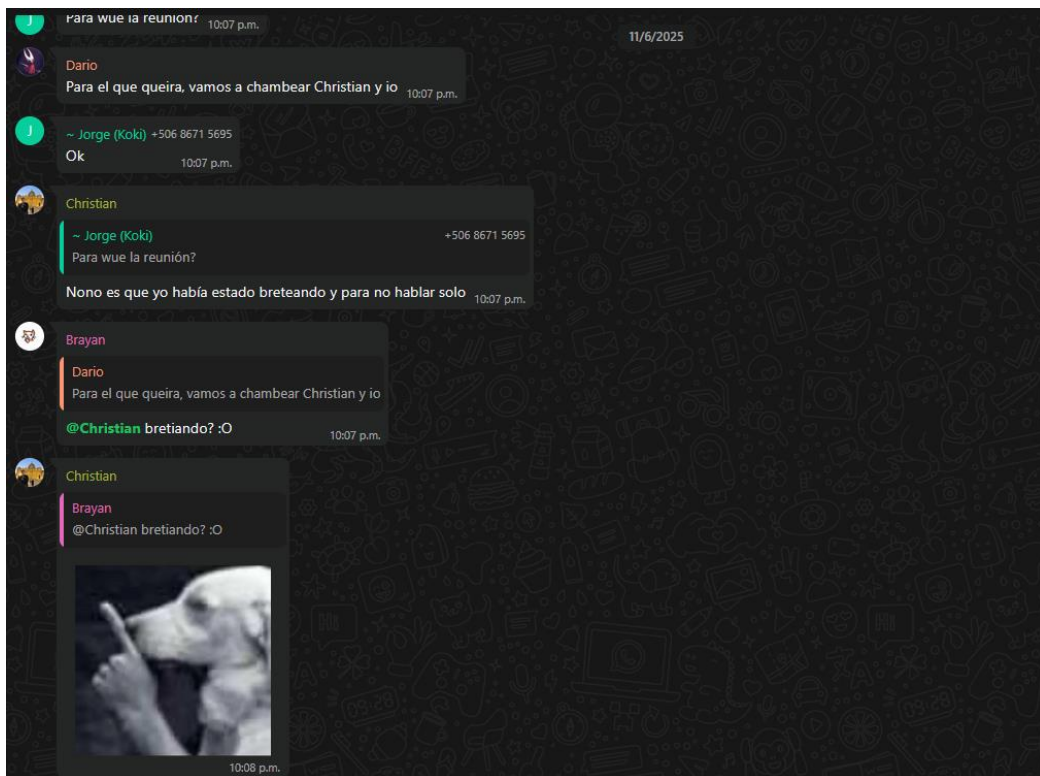 Para wue la reunión? 10:07 p.m.
11/6/2025
Dario
Para el que queira, vamos a chambear Christian y io 10:07 p.m.
J
~ Jorge (Koki) +506 8671 5695
Ok
10:07 p.m.
Christian
~ Jorge (Koki) +506 8671 5695
Para wue la reunión?
Nono es que yo había estado breteando y para no hablar solo 10:07 p.m.
Brayan
Dario
Para el que queira, vamos a chambear Christian y io
@Christian bretiando? :O 10:07 p.m.
Christian
Brayan
@Christian bretiando? :O
10:08 p.m.